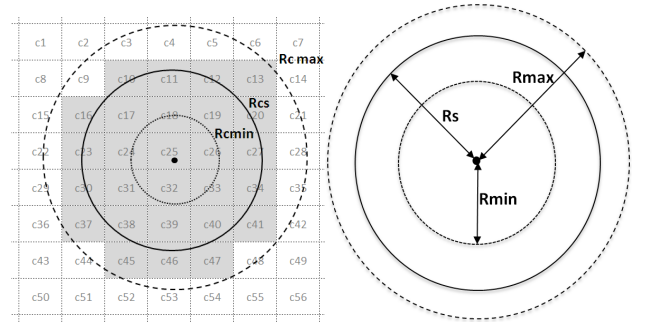 c1 c2 c3 c4 c5 c6 c7
Rc max
c8 c9 c10 c11 c12 c13 c14
Rcs
c15 c16 c17 c18 c19 c20 c21
Rcmin
c22 c23 c24 c25 c26 c27 c28
c29 c30 c31 c32 c33 c34 c35
c36 c37 c38 c39 c40 c41 c42
c43 c44 c45 c46 c47 c48 c49
c50 c51 c52 c53 c54 c55 c56
Rmax
Rs
Rmin